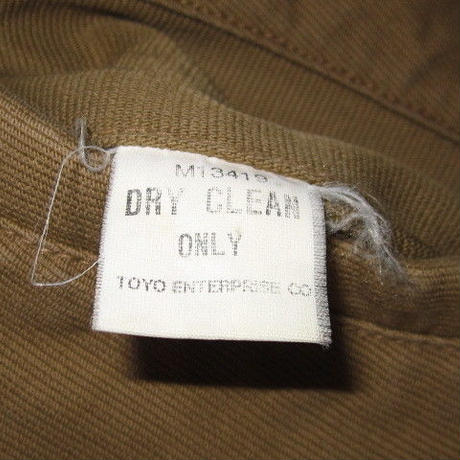 M13419
DRY CLEAN
ONLY
TOYO ENTERPRISE CO